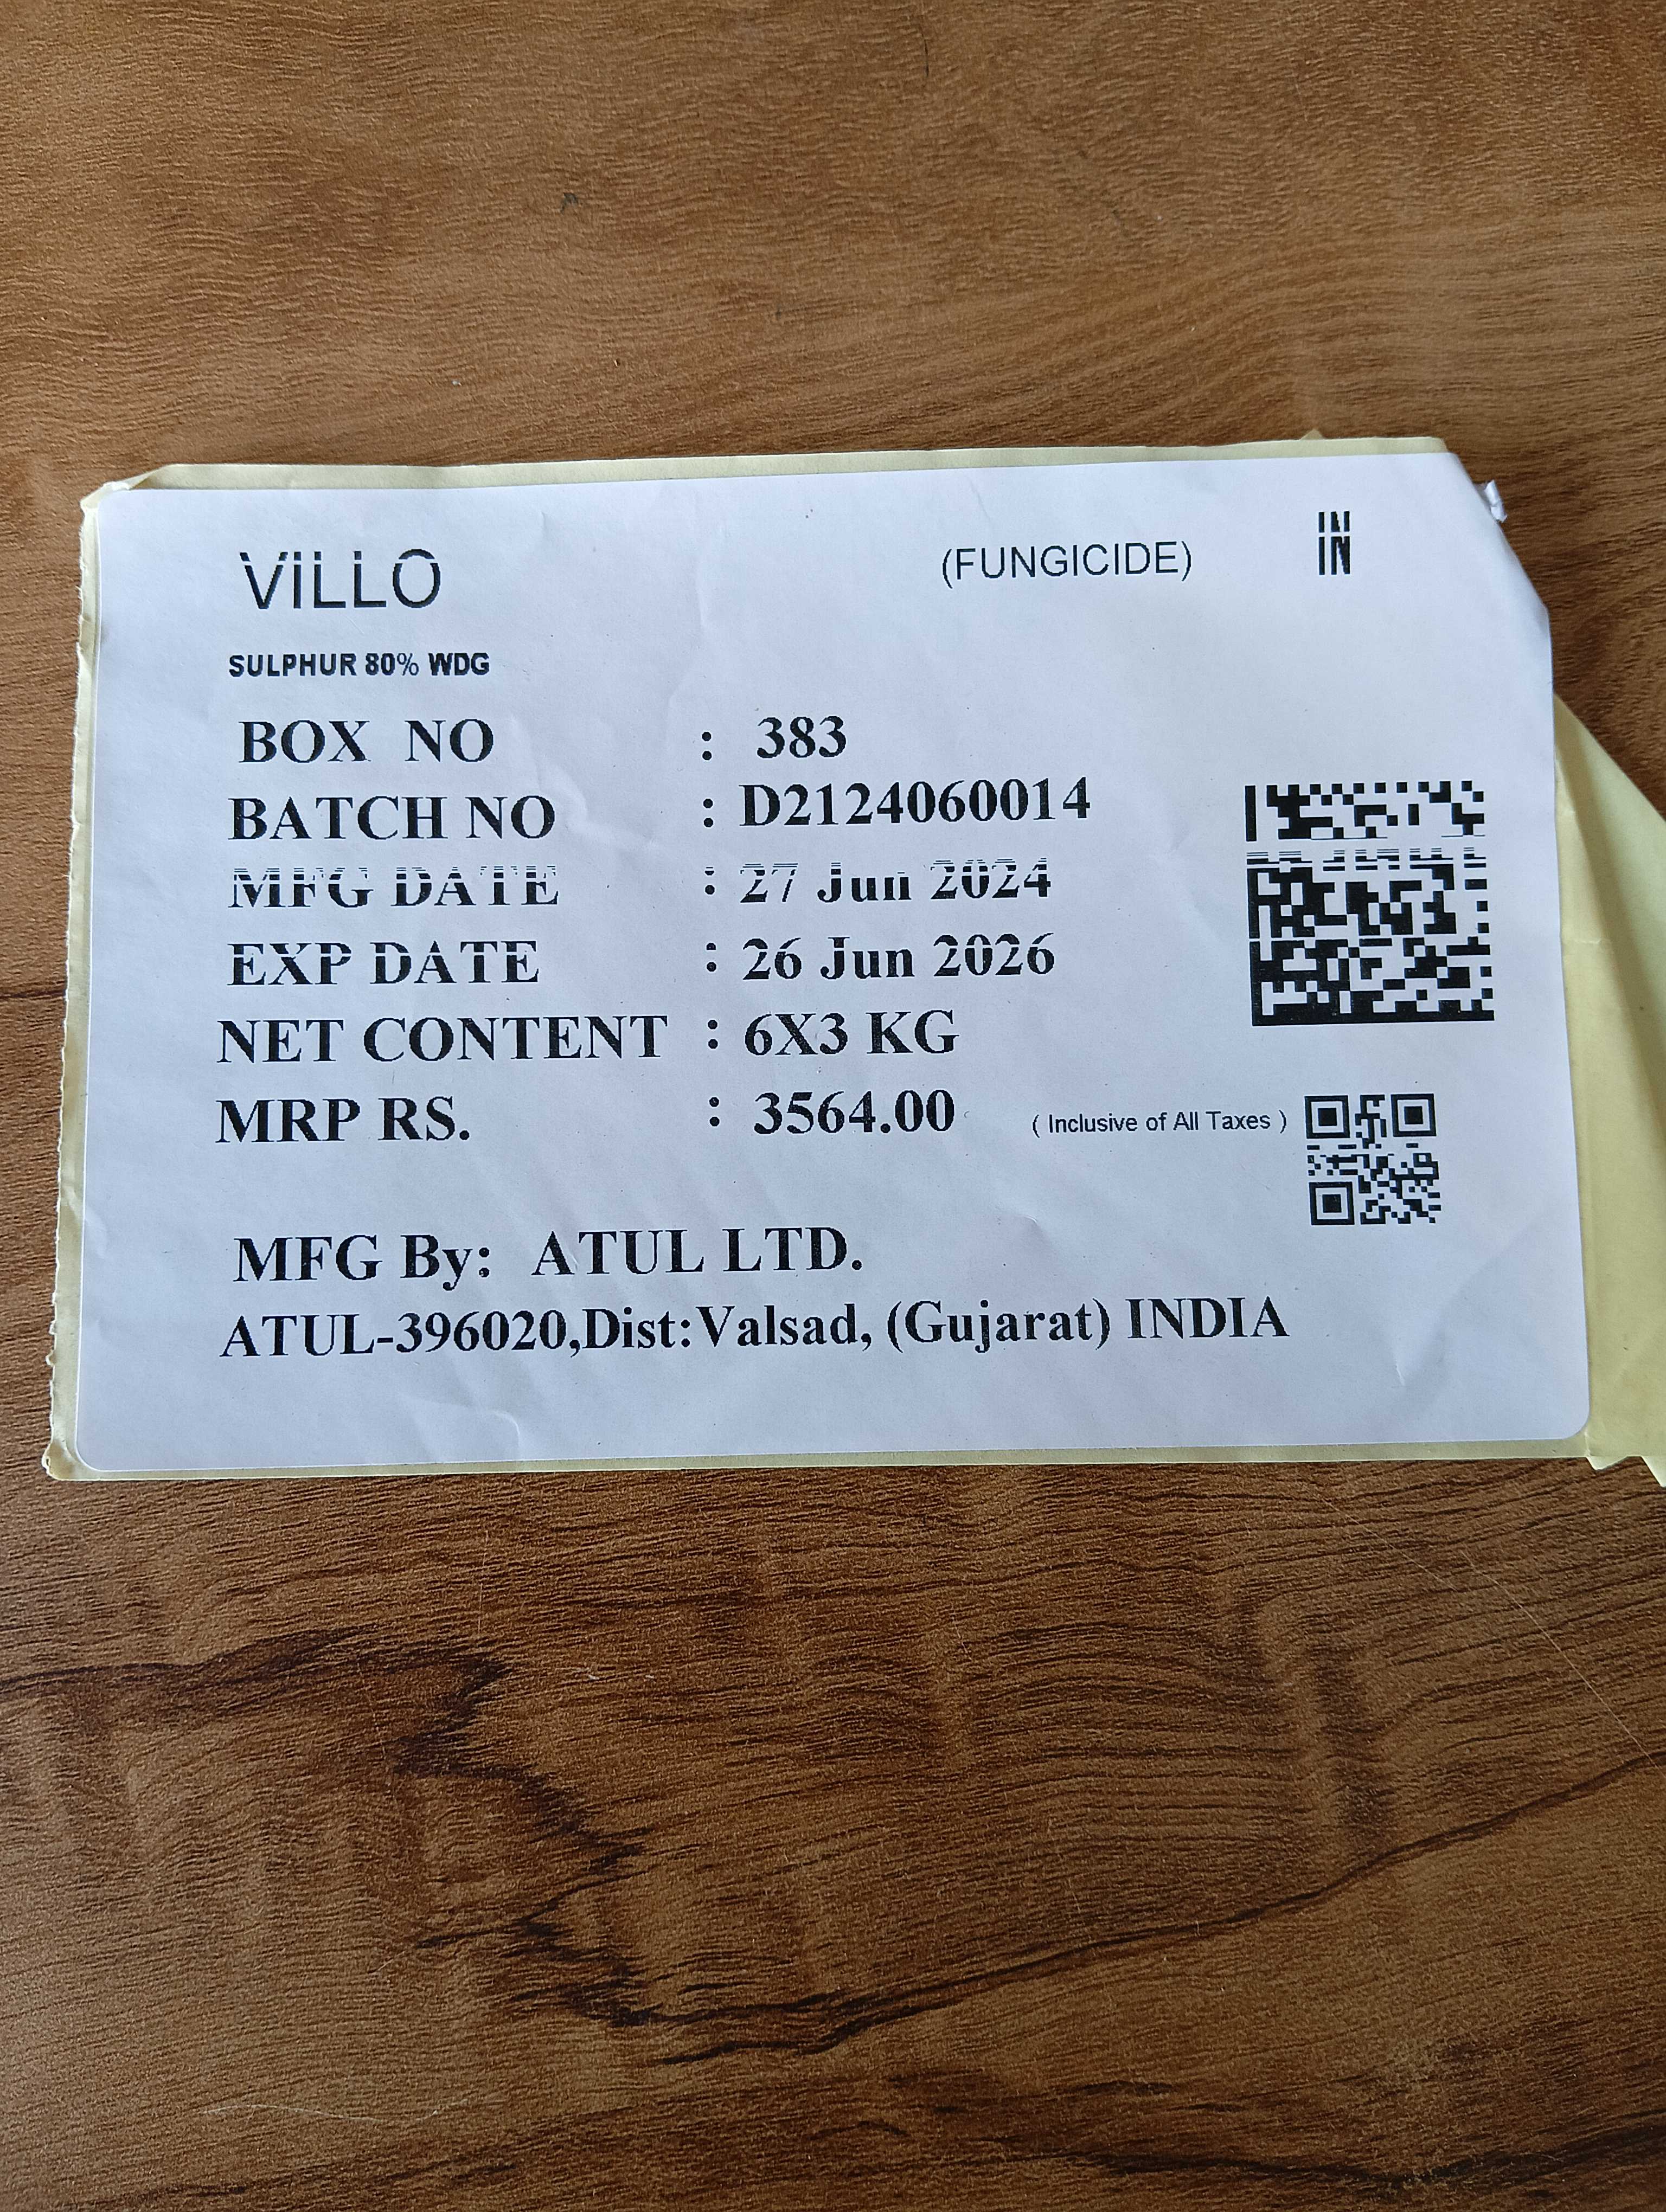 VILLO (FUNGICIDE) IN
SULPHUR 80% WDG
BOX NO : 383
BATCH NO : D2124060014
MFG DATE : 27 Jun 2024
EXP DATE : 26 Jun 2026
NET CONTENT : 6X3 KG
MRP RS. : 3564.00 ( Inclusive of All Taxes )
MFG By: ATUL LTD.
ATUL-396020,Dist:Valsad, (Gujarat) INDIA